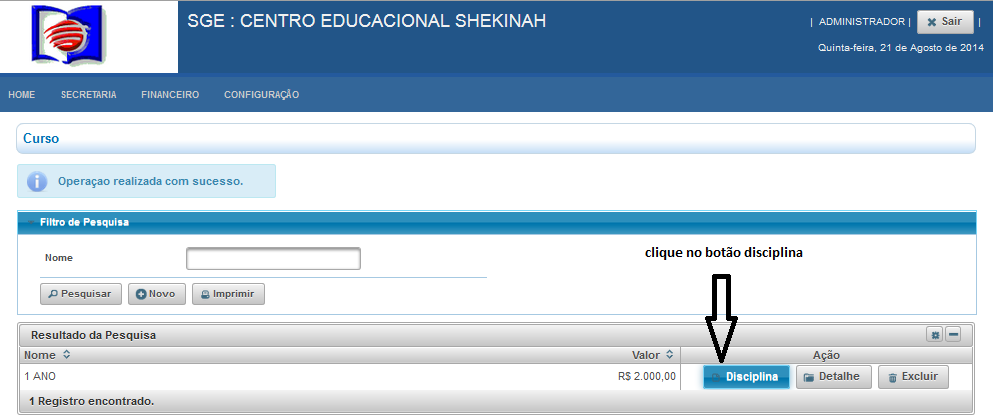 SGE : CENTRO EDUCACIONAL SHEKINAH
| ADMINISTRADOR | Sair |
Quinta-feira, 21 de Agosto de 2014
HOME SECRETARIA FINANCEIRO CONFIGURAÇÃO
Curso
Operaçao realizada com sucesso.
Filtro de Pesquisa
Nome
clique no botão disciplina
Pesquisar Novo Imprimir
Resultado da Pesquisa
Nome Valor Ação
1 ANO R$ 2.000,00 Disciplina Detalhe Excluir
1 Registro encontrado.